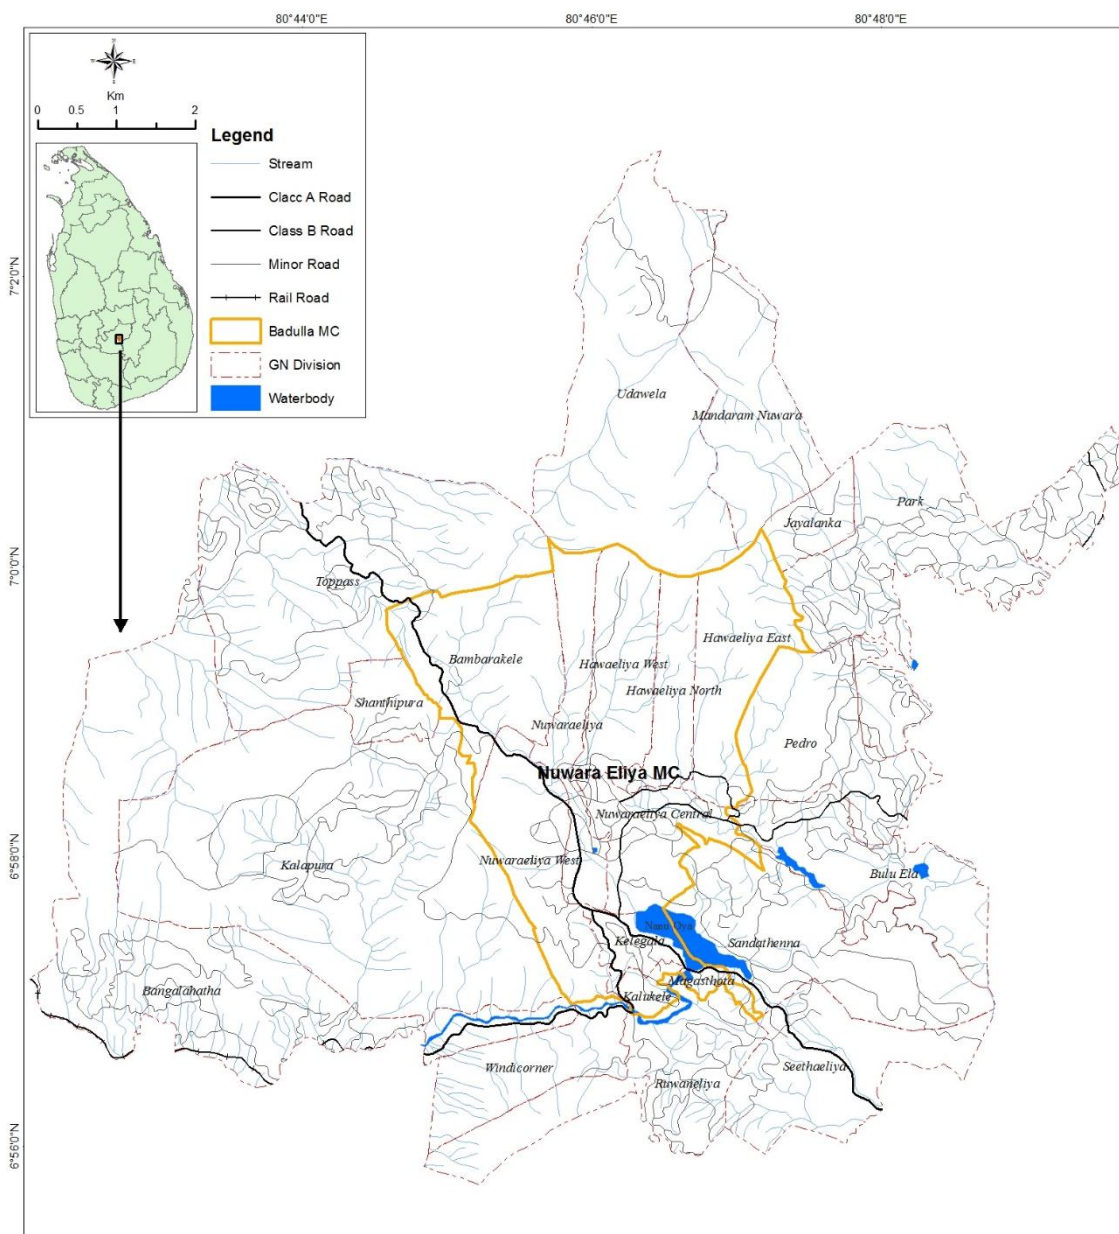 80°44'0"E
80°46'0"E
80°48'0"E
Km
0 0.5 1 2
Legend
Stream
Clacc A Road
Class B Road
Minor Road
Rail Road
Badulla MC
GN Division
Waterbody
7°2'0"N
7°0'0"N
6°58'0"N
6°56'0"N
Udawela
Mandaram Nuwara
Park
Jayalanka
Toppass
Hawaeliya East
Bambarakele
Hawaeliya West
Hawaeliya North
Shanthipura
Nuwaraeliya
Pedro
Nuwara Eliya MC
Nuwaraeliya Central
Nuwaraeliya West
Kalapura
Bulu Ela
Kelegala
Sandathenna
Magasthota
Bangalahatha
Kalukele
Windicorner
Seethaeliya
Ruwaneliya